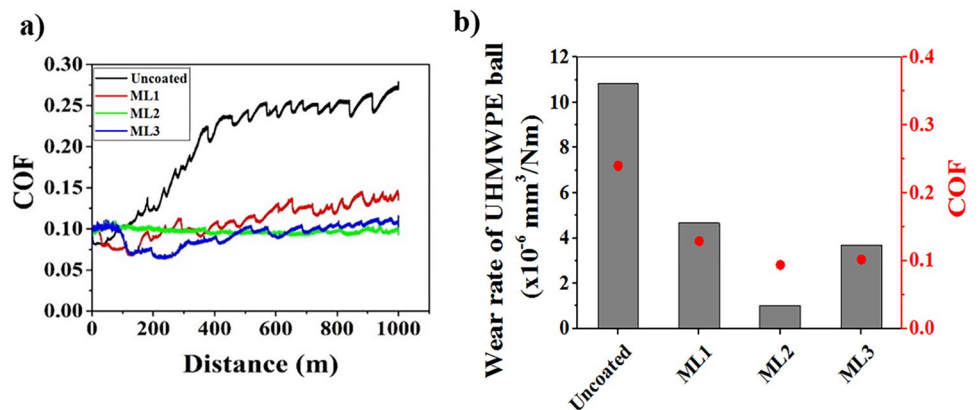 a)
COF
0.30
0.25
0.20
0.15
0.10
0.05
0.00
Uncoated
ML1
ML2
ML3
0 200 400 600 800 1000
Distance (m)
b)
Wear rate of UHMWPE ball
(x10⁻⁶ mm³/Nm)
12
10
8
6
4
2
0
0.4
0.3
0.2
0.1
0.0
COF
Uncoated
ML1
ML2
ML3